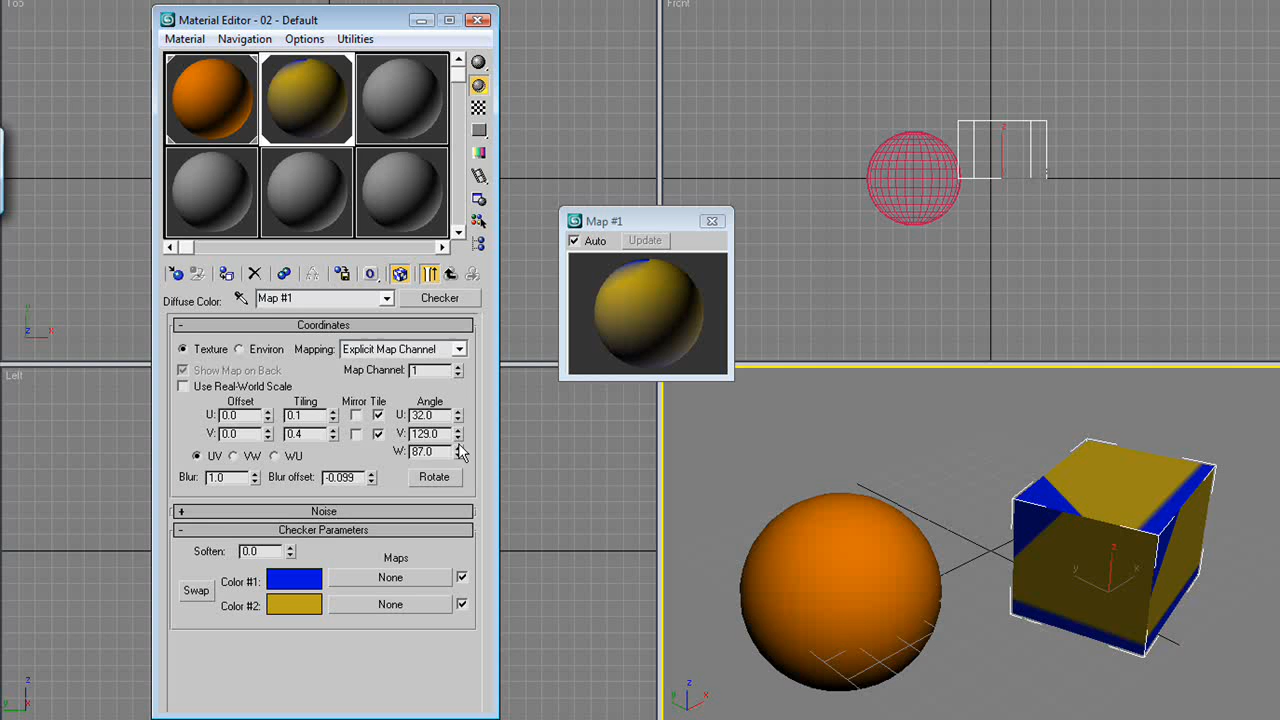 Top
Front
Material Editor - 02 - Default
Material Navigation Options Utilities
Map #1
Auto Update
Diffuse Color: Map #1 Checker
- Coordinates
Texture Environ Mapping: Explicit Map Channel
Show Map on Back Map Channel: 1
Use Real-World Scale
Offset Tiling Mirror Tile Angle
U: 0.0 0.1 U: 32.0
V: 0.0 0.4 V: 129.0
W: 87.0
UV VW WU
Blur: 1.0 Blur offset: -0.099 Rotate
+ Noise
- Checker Parameters
Soften: 0.0 Maps
Swap Color #1: None
Color #2: None
Left
z
x
z
y
x
z
y x
z
y x